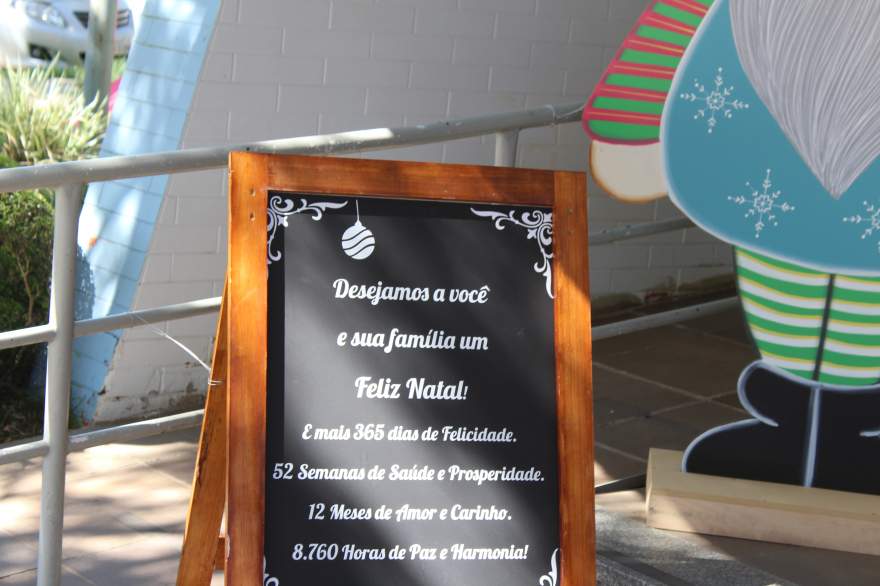 Desejamos a você
e sua família um
Feliz Natal!
E mais 365 dias de Felicidade.
52 Semanas de Saúde e Prosperidade.
12 Meses de Amor e Carinho.
8.760 Horas de Paz e Harmonia!